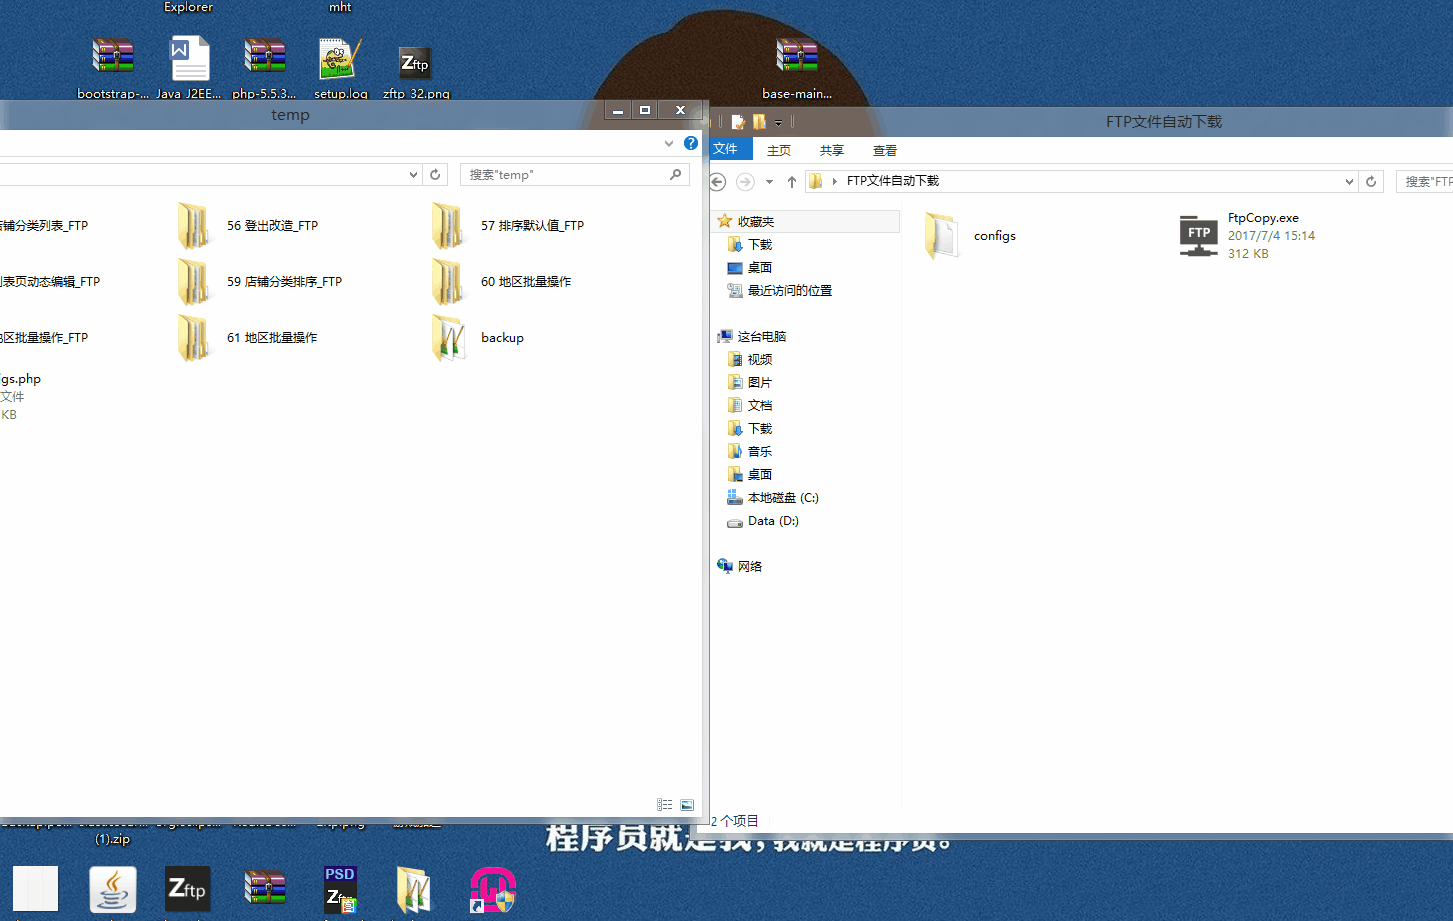 Explorer
mht
bootstrap-...
Java J2EE...
php-5.5.3...
setup.log
zftp 32.png
base-main...
temp
搜索"temp"
铺分类列表_FTP
56 登出改造_FTP
57 排序默认值_FTP
表页动态编辑_FTP
59 店铺分类排序_FTP
60 地区批量操作
区批量操作_FTP
61 地区批量操作
backup
gs.php
文件
KB
FTP文件自动下载
文件
主页
共享
查看
FTP文件自动下载
搜索"FTP
收藏夹
下载
桌面
最近访问的位置
这台电脑
视频
图片
文档
下载
音乐
桌面
本地磁盘 (C:)
Data (D:)
网络
configs
FTP
FtpCopy.exe
2017/7/4 15:14
312 KB
2 个项目
(1).zip
程序员就是我，我就是程序员。
Zftp
PSD